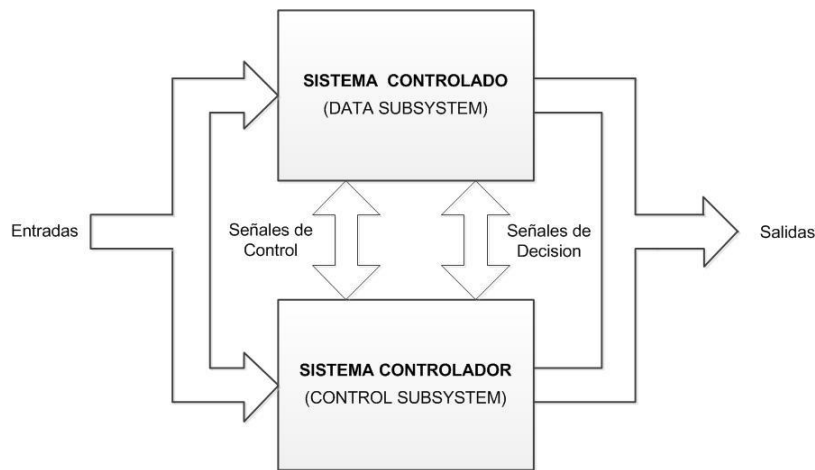 SISTEMA CONTROLADO
(DATA SUBSYSTEM)
Entradas
Señales de
Control
Señales de
Decision
Salidas
SISTEMA CONTROLADOR
(CONTROL SUBSYSTEM)